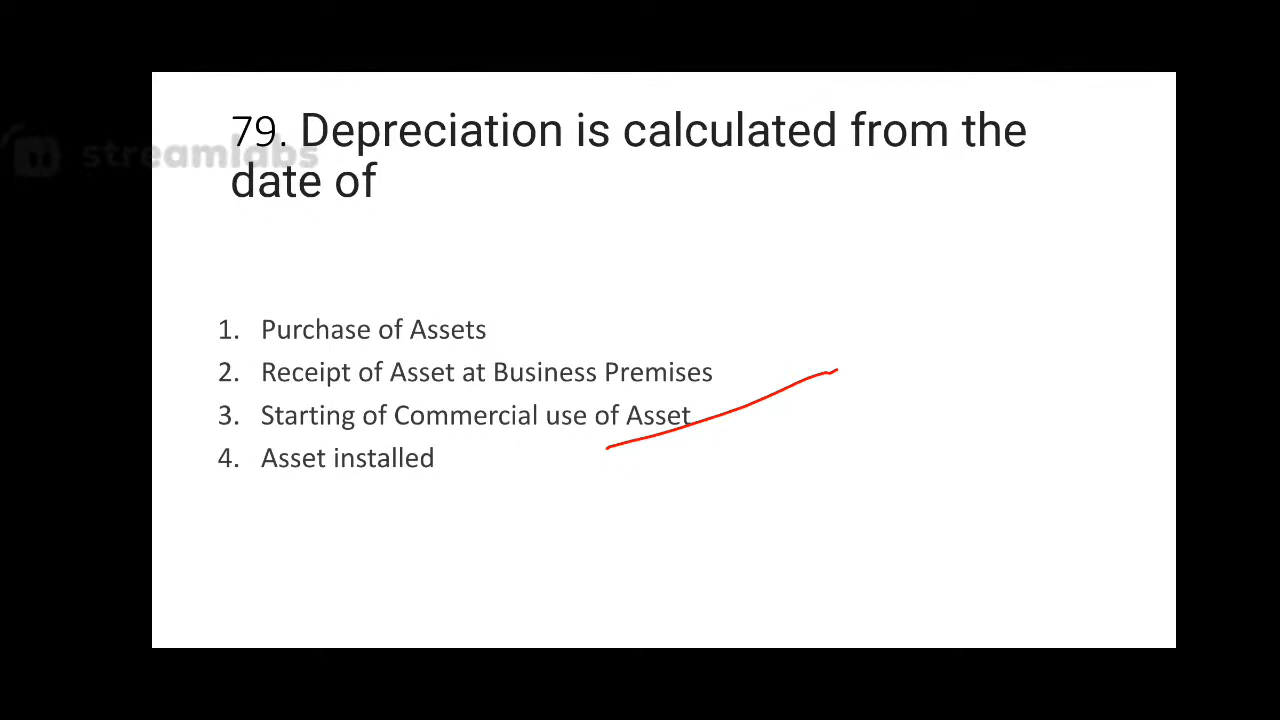 79. Depreciation is calculated from the
streamlabs
date of
1. Purchase of Assets
2. Receipt of Asset at Business Premises
3. Starting of Commercial use of Asset
4. Asset installed